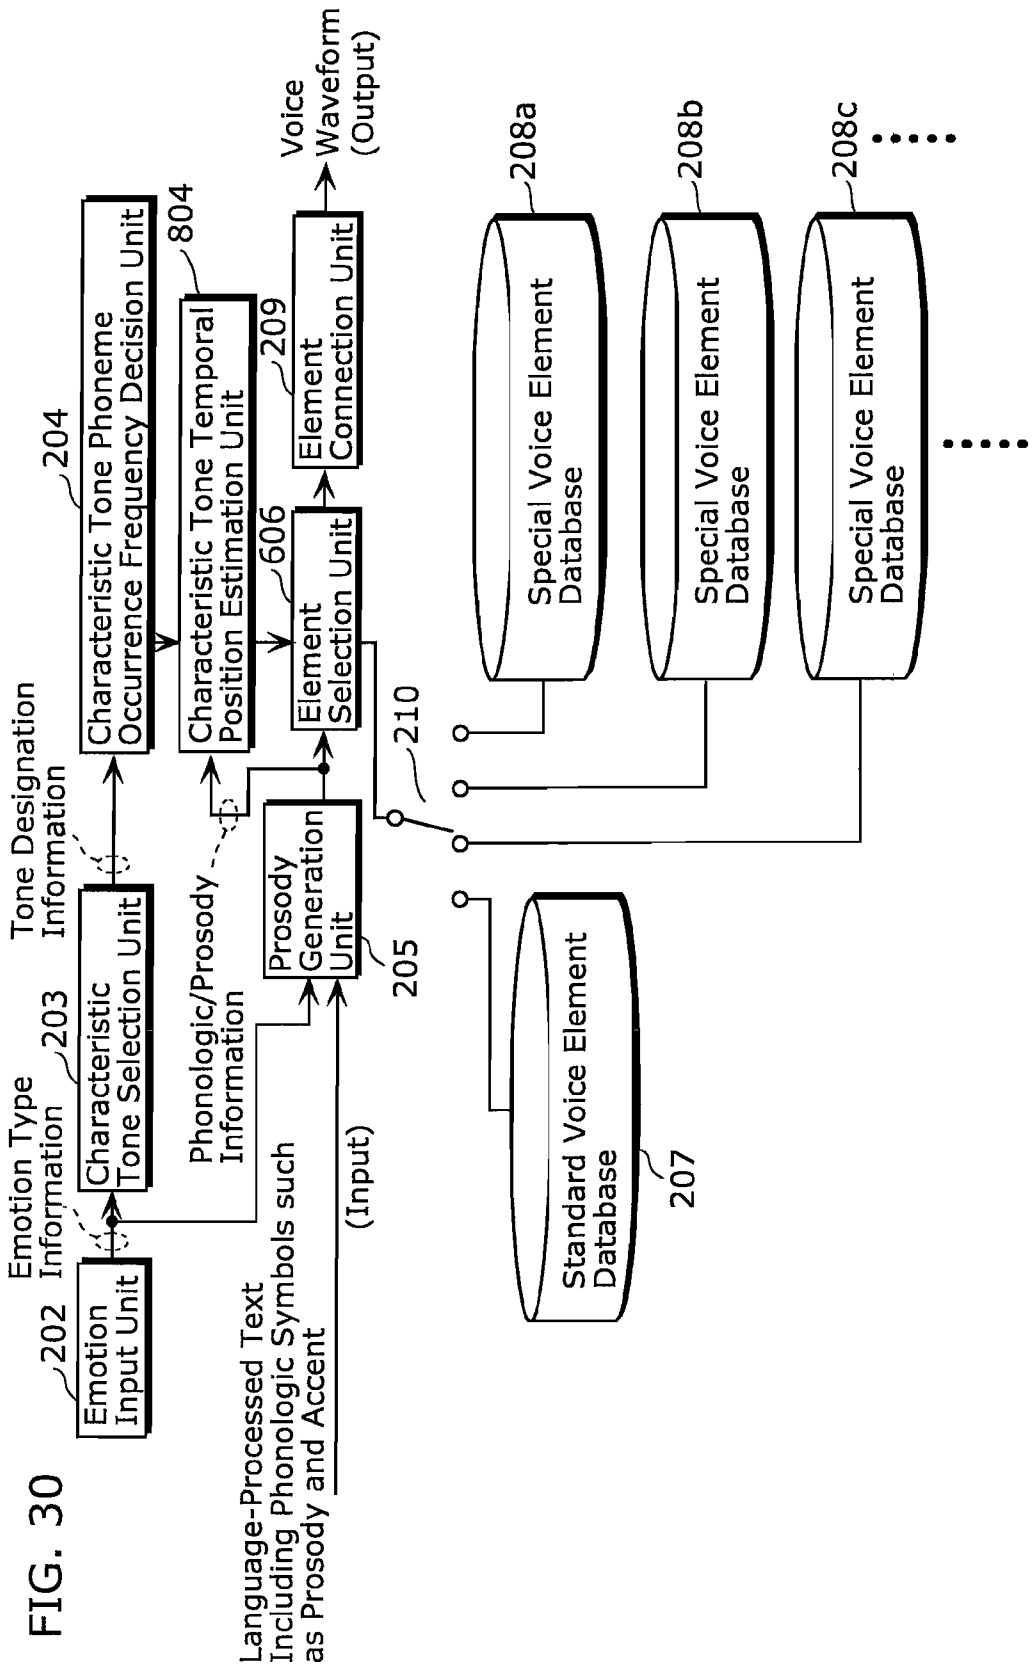 FIG. 30
202
Emotion
Input Unit
Emotion Type
Information
203
Characteristic
Tone Selection Unit
Tone Designation
Information
204
Characteristic Tone Phoneme
Occurrence Frequency Decision Unit
804
Characteristic Tone Temporal
Position Estimation Unit
Phonologic/Prosody
Information
Language-Processed Text
Including Phonologic Symbols such
as Prosody and Accent
(Input)
Prosody
Generation
Unit
205
606
Element
Selection Unit
209
Element
Connection Unit
Voice
Waveform
(Output)
210
Standard Voice Element
Database
207
Special Voice Element
Database
208a
Special Voice Element
Database
208b
Special Voice Element
Database
208c